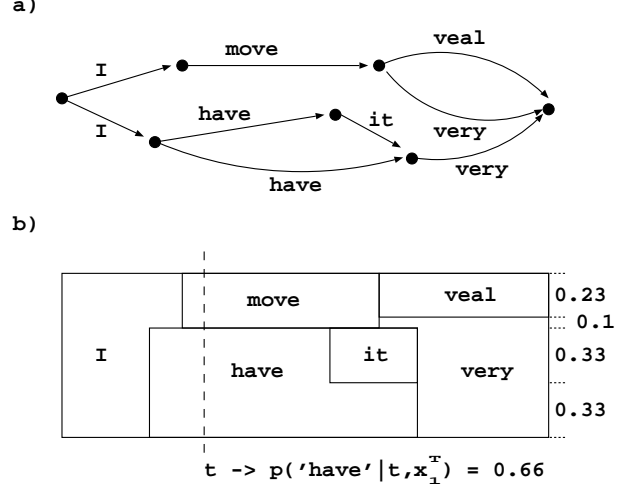 a)
veal
move
I
have
it
I
very
very
have
b)
move
veal
0.23
0.1
I
have
it
very
0.33
0.33
t -> p('have'|t,x_1^T) = 0.66